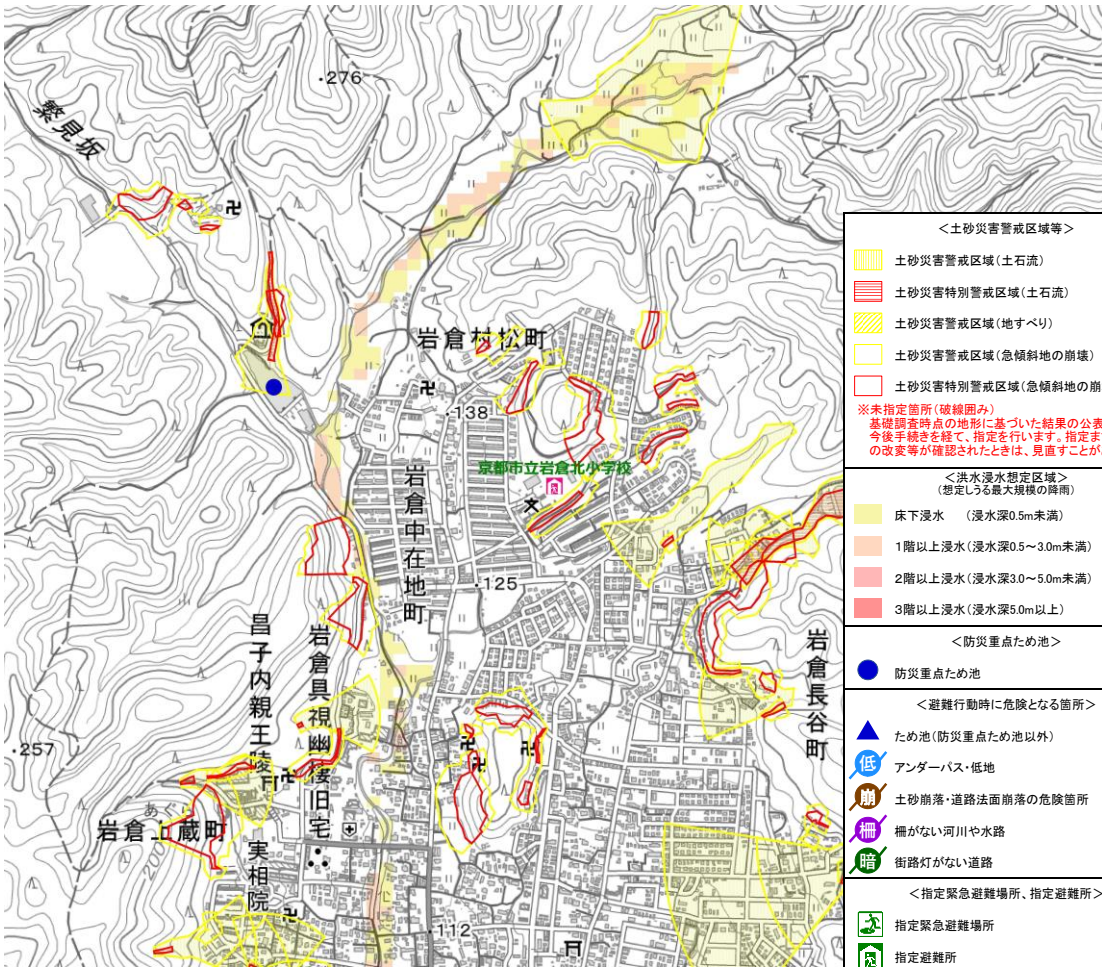 ・276
繁見坂
岩倉村松町
・138
京都市立岩倉北小学校
岩倉中在地町
・125
昌子内親王陵
岩倉具視幽棲旧宅
岩倉長谷町
・257
あぐい
岩倉上蔵町
実相院
・112
＜土砂災害警戒区域等＞
土砂災害警戒区域(土石流)
土砂災害特別警戒区域(土石流)
土砂災害警戒区域(地すべり)
土砂災害警戒区域(急傾斜地の崩壊)
土砂災害特別警戒区域(急傾斜地の崩
※未指定箇所(破線囲み)
基礎調査時点の地形に基づいた結果の公表
今後手続きを経て、指定を行います。指定ま
の改変等が確認されたときは、見直すことが
＜洪水浸水想定区域＞
(想定しうる最大規模の降雨)
床下浸水 (浸水深0.5m未満)
1階以上浸水(浸水深0.5～3.0m未満)
2階以上浸水(浸水深3.0～5.0m未満)
3階以上浸水(浸水深5.0m以上)
＜防災重点ため池＞
防災重点ため池
＜避難行動時に危険となる箇所＞
ため池(防災重点ため池以外)
低 アンダーパス・低地
崩 土砂崩落・道路法面崩落の危険箇所
柵 柵がない河川や水路
暗 街路灯がない道路
＜指定緊急避難場所、指定避難所＞
指定緊急避難場所
指定避難所